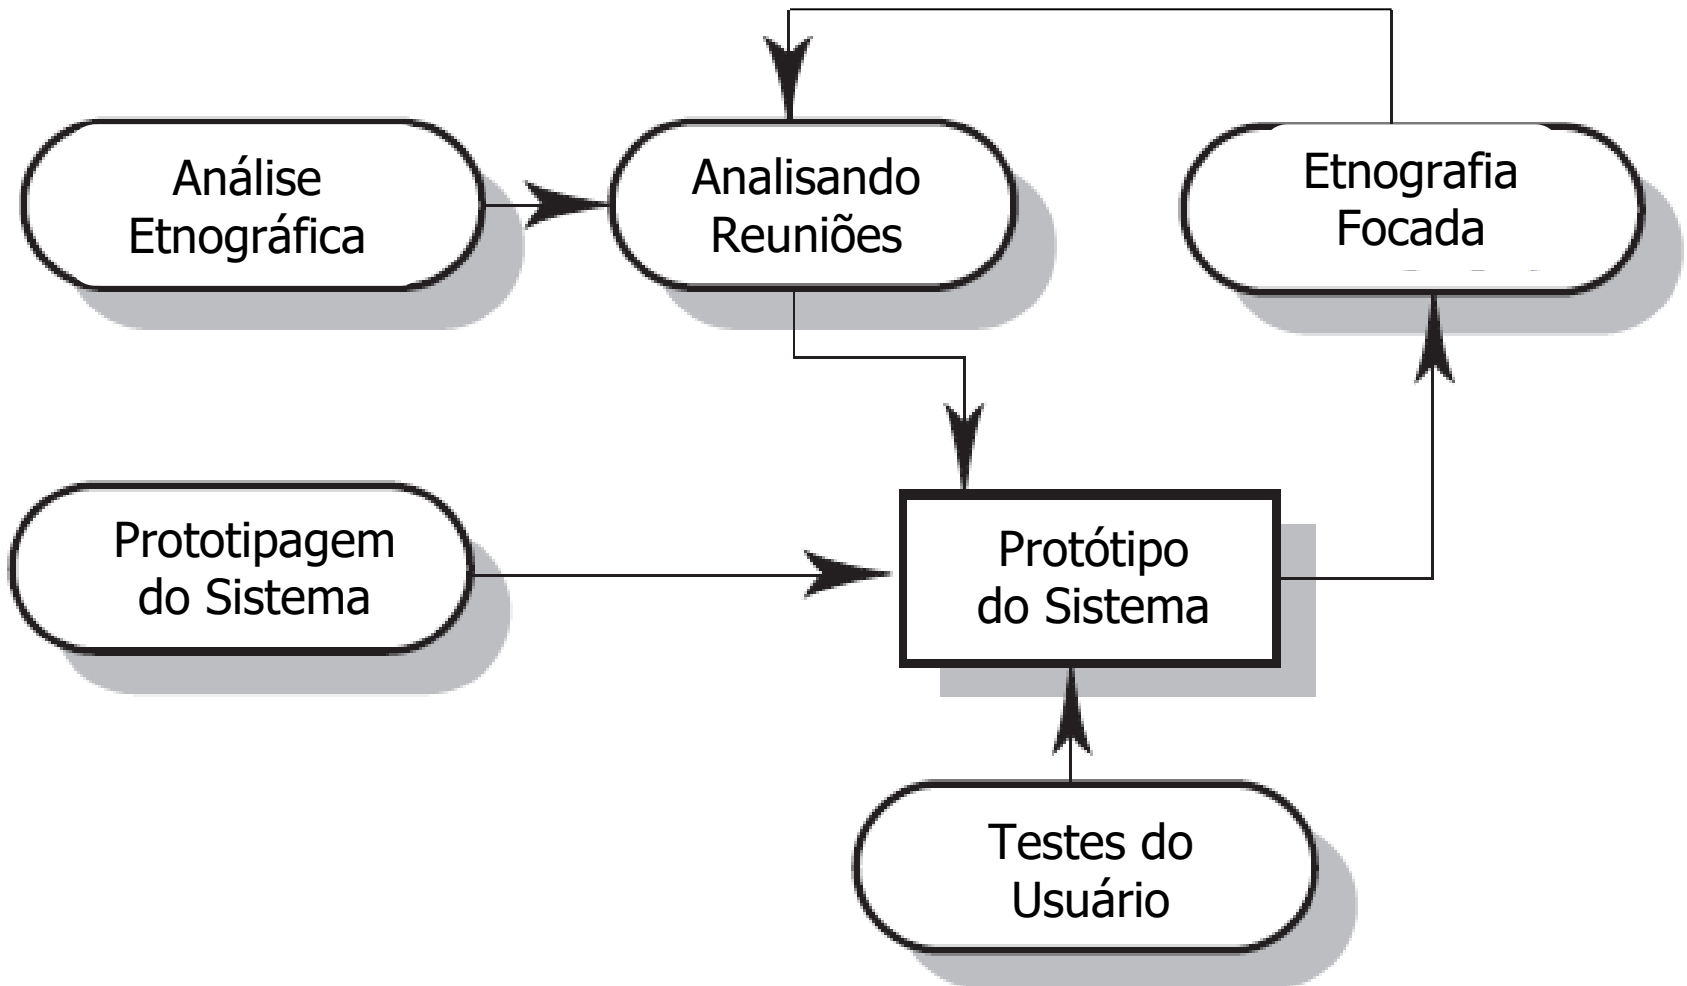 Análise
Etnográfica
Analisando
Reuniões
Etnografia
Focada
Prototipagem
do Sistema
Protótipo
do Sistema
Testes do
Usuário